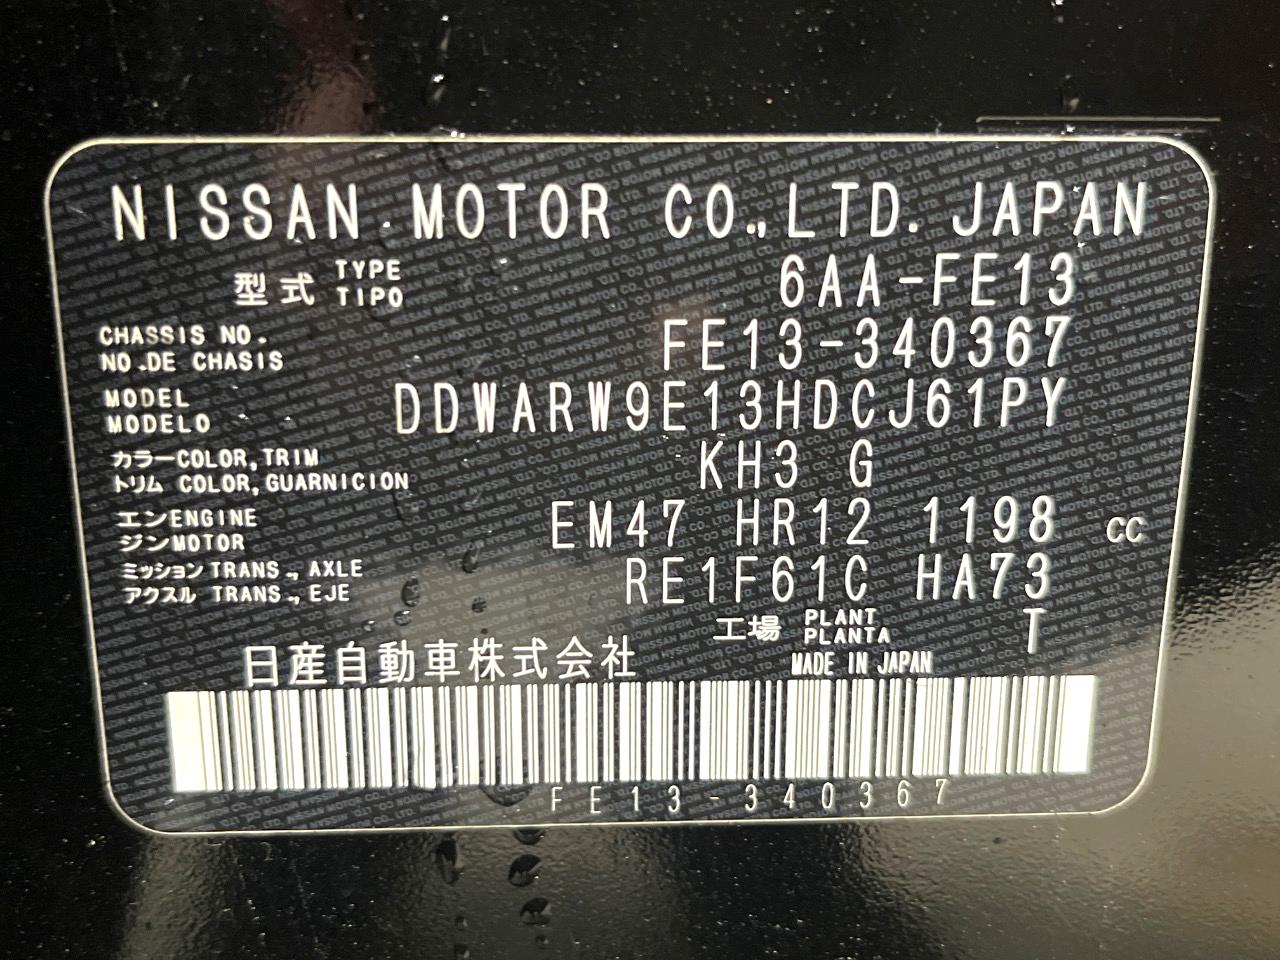 NISSAN MOTOR CO.,LTD. JAPAN
型式 TYPE TIPO 6AA-FE13
CHASSIS NO. FE13-340367
NO.DE CHASIS
MODEL DDWARW9E13HDCJ61PY
MODELO
カラーCOLOR,TRIM KH3 G
トリム COLOR,GUARNICION
エンENGINE EM47 HR12 1198 cc
ジンMOTOR
ミッション TRANS., AXLE RE1F61C HA73
アクスル TRANS., EJE
工場 PLANT PLANTA T
日産自動車株式会社 MADE IN JAPAN
FE13-340367